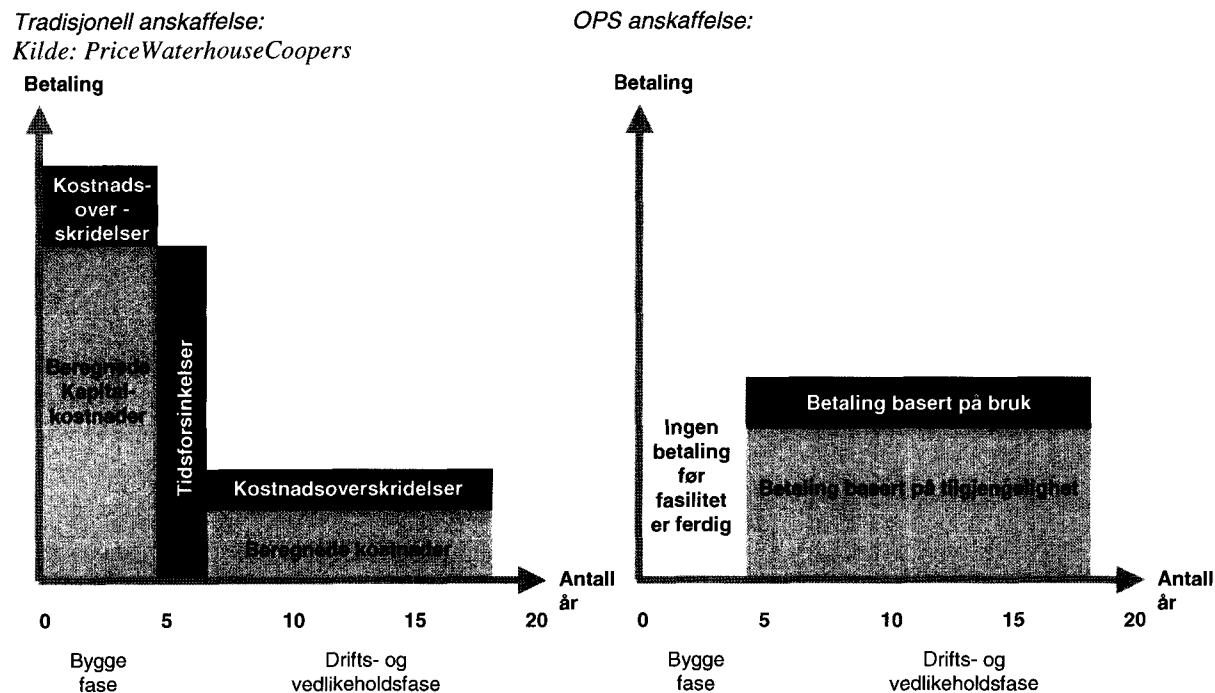 Tradisjonell anskaffelse:
Kilde: PriceWaterhouseCoopers
Betaling
Kostnads-
over -
skridelser
Beregnede
Kapital-
kostnader
Tidsforsinkelser
Kostnadsoverskridelser
Beregnede kostnader
Antall
år
0 5 10 15 20
Bygge
fase
Drifts- og
vedlikeholdsfase
OPS anskaffelse:
Betaling
Ingen
betaling
før
fasilitet
er ferdig
Betaling basert på bruk
Betaling basert på tilgjengelighet
Antall
år
0 5 10 15 20
Bygge
fase
Drifts- og
vedlikeholdsfase